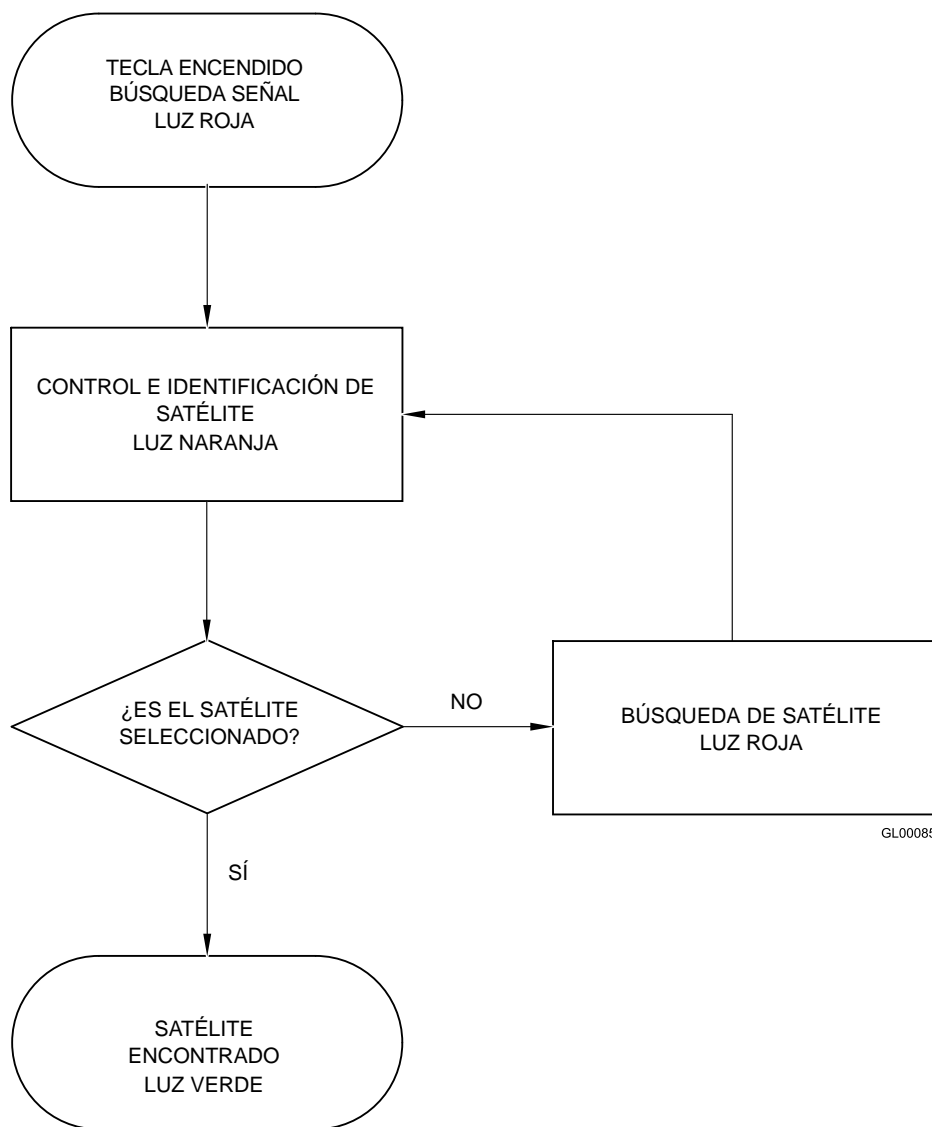 TECLA ENCENDIDO
BÚSQUEDA SEÑAL
LUZ ROJA
CONTROL E IDENTIFICACIÓN DE
SATÉLITE
LUZ NARANJA
¿ES EL SATÉLITE
SELECCIONADO?
NO
BÚSQUEDA DE SATÉLITE
LUZ ROJA
GL00085
SÍ
SATÉLITE
ENCONTRADO
LUZ VERDE